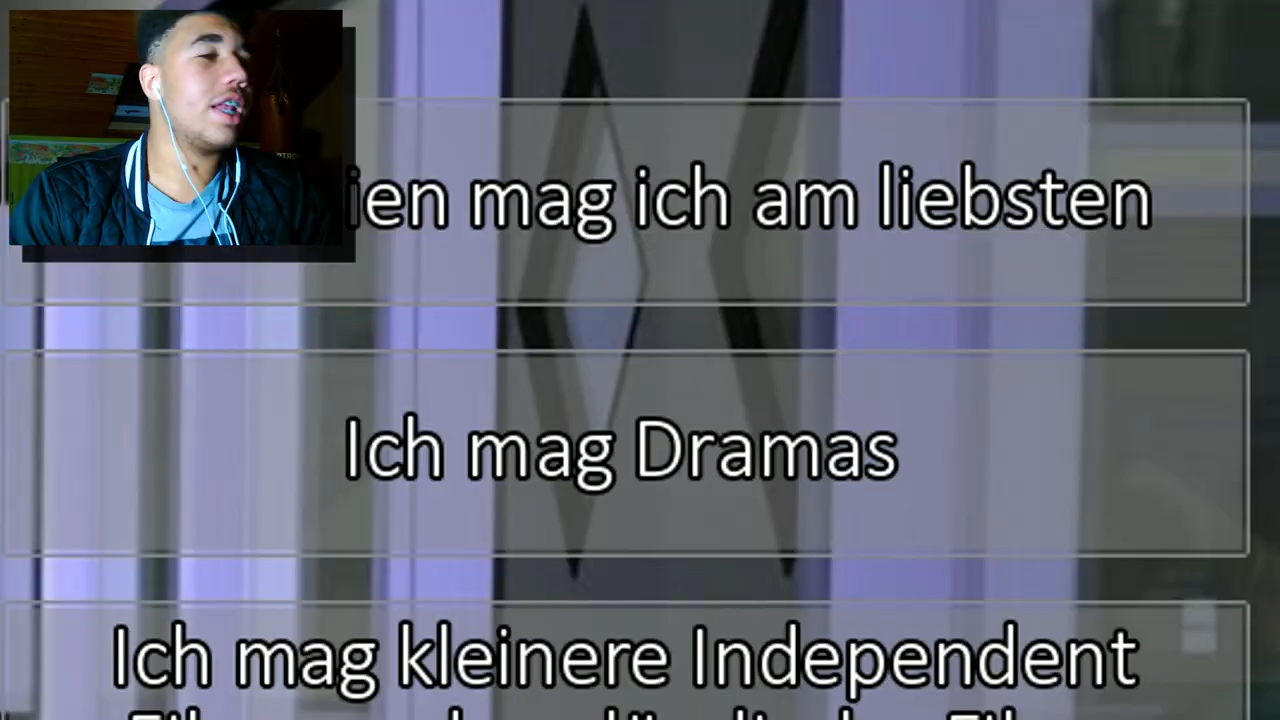 ien mag ich am liebsten
Ich mag Dramas
Ich mag kleinere Independent